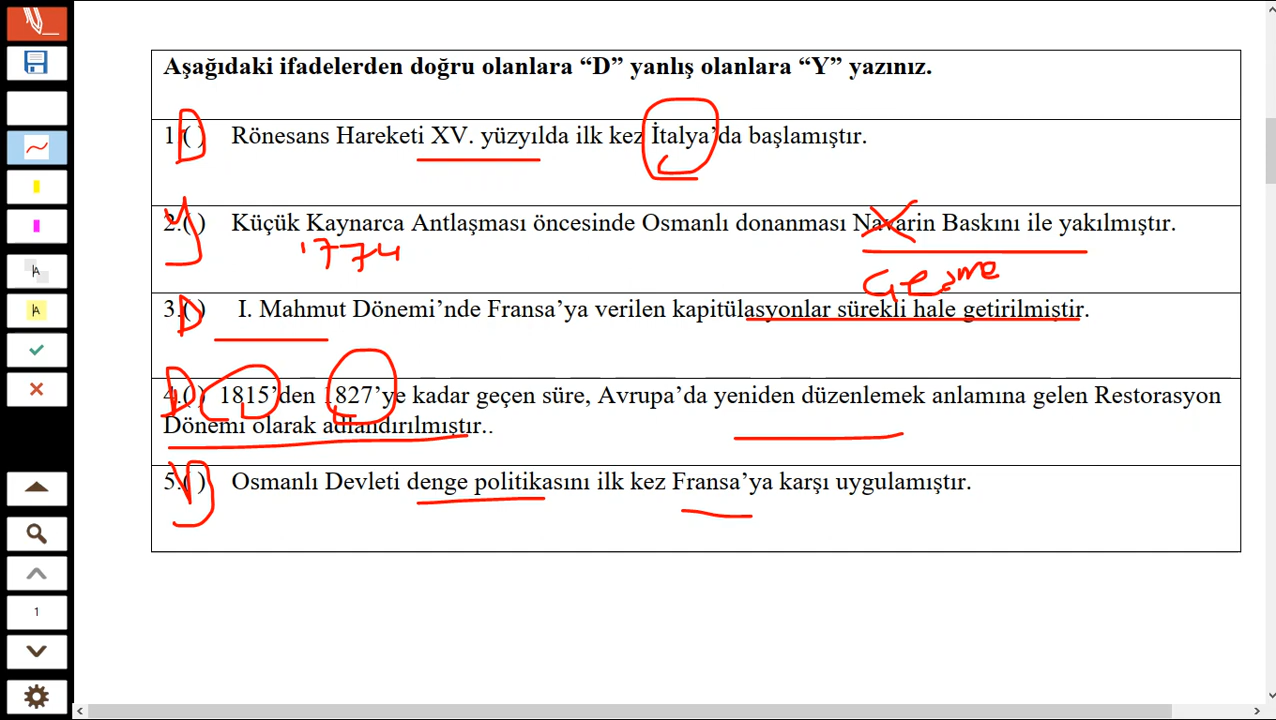 Aşağıdaki ifadelerden doğru olanlara “D” yanlış olanlara “Y” yazınız.
1.( ) D Rönesans Hareketi XV. yüzyılda ilk kez İtalya’da başlamıştır.
2.( ) Y Küçük Kaynarca Antlaşması öncesinde Osmanlı donanması Navarin Baskını ile yakılmıştır.
1774
Çeşme
3.( ) D I. Mahmut Dönemi’nde Fransa’ya verilen kapitülasyonlar sürekli hale getirilmiştir.
4.( ) D 1815’den 1827’ye kadar geçen süre, Avrupa’da yeniden düzenlemek anlamına gelen Restorasyon
Dönemi olarak adlandırılmıştır..
5.( ) Y Osmanlı Devleti denge politikasını ilk kez Fransa’ya karşı uygulamıştır.
A
A
1